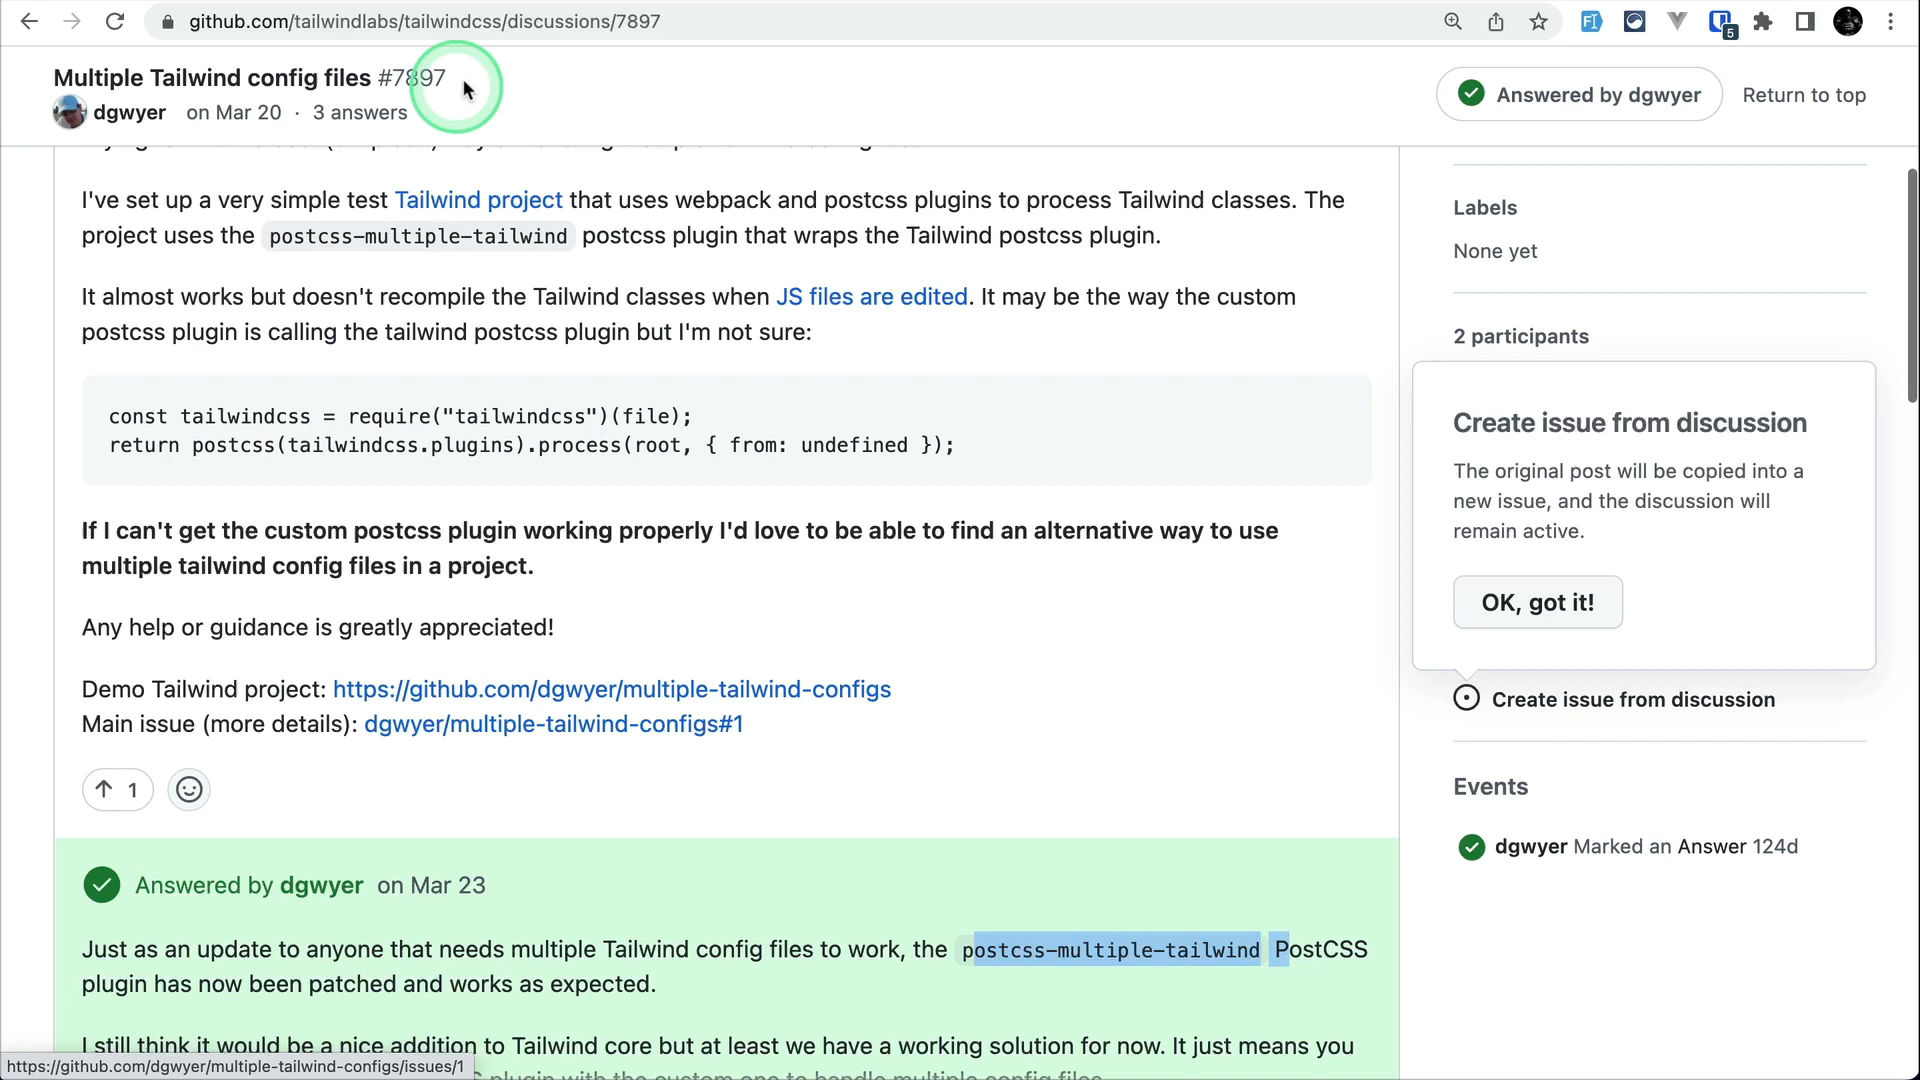 github.com/tailwindlabs/tailwindcss/discussions/7897
5
Multiple Tailwind config files #7897
dgwyer on Mar 20 · 3 answers
Answered by dgwyer
Return to top
I've set up a very simple test Tailwind project that uses webpack and postcss plugins to process Tailwind classes. The
project uses the postcss-multiple-tailwind postcss plugin that wraps the Tailwind postcss plugin.
It almost works but doesn't recompile the Tailwind classes when JS files are edited. It may be the way the custom
postcss plugin is calling the tailwind postcss plugin but I'm not sure:
const tailwindcss = require("tailwindcss")(file);
return postcss(tailwindcss.plugins).process(root, { from: undefined });
If I can't get the custom postcss plugin working properly I'd love to be able to find an alternative way to use
multiple tailwind config files in a project.
Any help or guidance is greatly appreciated!
Demo Tailwind project: https://github.com/dgwyer/multiple-tailwind-configs
Main issue (more details): dgwyer/multiple-tailwind-configs#1
1
Answered by dgwyer on Mar 23
Just as an update to anyone that needs multiple Tailwind config files to work, the postcss-multiple-tailwind PostCSS
plugin has now been patched and works as expected.
I still think it would be a nice addition to Tailwind core but at least we have a working solution for now. It just means you
plugin with the custom one to handle multiple config files.
https://github.com/dgwyer/multiple-tailwind-configs/issues/1
Labels
None yet
2 participants
Create issue from discussion
The original post will be copied into a
new issue, and the discussion will
remain active.
OK, got it!
Create issue from discussion
Events
dgwyer Marked an Answer 124d